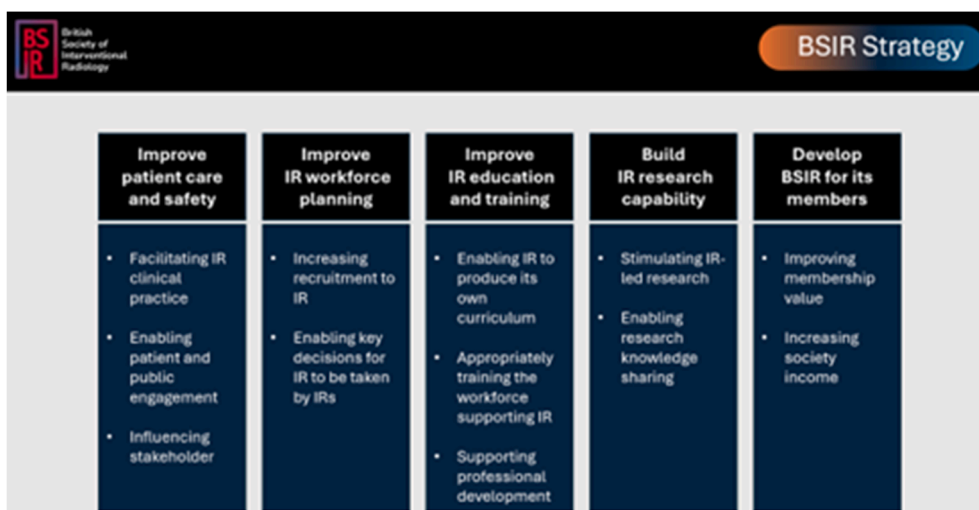 BS
IR
British
Society of
Interventional
Radiology
BSIR Strategy
Improve
patient care
and safety
Facilitating IR
clinical
practice
Enabling
patient and
public
engagement
Influencing
stakeholder
Improve
IR workforce
planning
Increasing
recruitment to
IR
Enabling key
decisions for
IR to be taken
by IRs
Improve
IR education
and training
Enabling IR to
produce its
own
curriculum
Appropriately
training the
workforce
supporting IR
Supporting
professional
development
Build
IR research
capability
Stimulating IR-
led research
Enabling
research
knowledge
sharing
Develop
BSIR for its
members
Improving
membership
value
Increasing
society
income